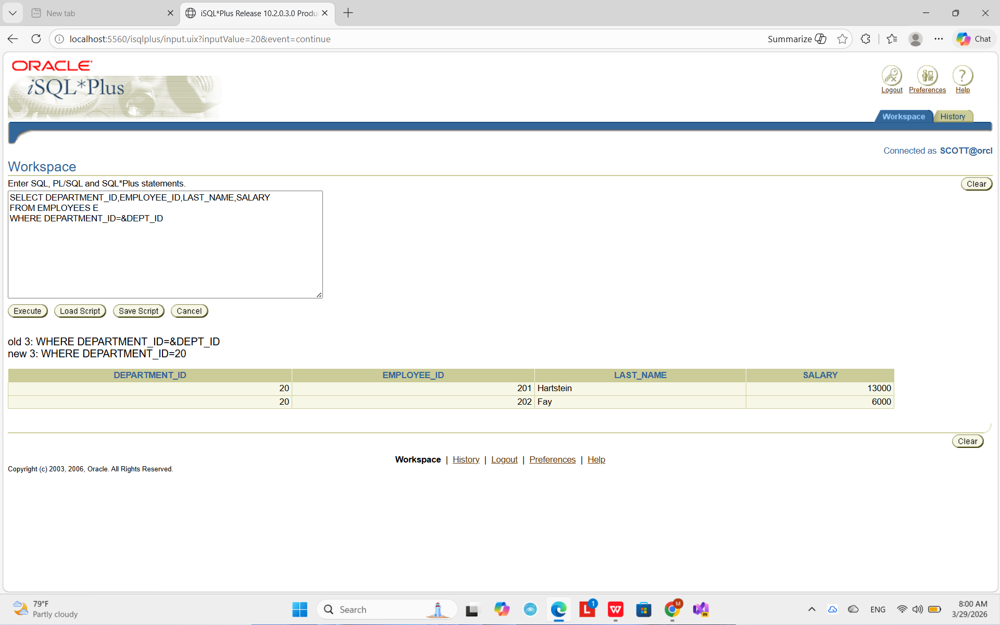 New tab
iSQL*Plus Release 10.2.0.3.0 Produ
localhost:5560/isqlplus/input.uix?inputValue=20&event=continue
Summarize
Chat
ORACLE
iSQL*Plus
Logout
Preferences
Help
Workspace
History
Connected as SCOTT@orcl
Workspace
Enter SQL, PL/SQL and SQL*Plus statements.
Clear
SELECT DEPARTMENT_ID,EMPLOYEE_ID,LAST_NAME,SALARY
FROM EMPLOYEES E
WHERE DEPARTMENT_ID=&DEPT_ID
Execute
Load Script
Save Script
Cancel
old 3: WHERE DEPARTMENT_ID=&DEPT_ID
new 3: WHERE DEPARTMENT_ID=20
DEPARTMENT_ID EMPLOYEE_ID LAST_NAME SALARY
20 201 Hartstein 13000
20 202 Fay 6000
Clear
Workspace | History | Logout | Preferences | Help
Copyright (c) 2003, 2006, Oracle. All Rights Reserved.
79°F
Partly cloudy
Search
L
1
W
M
IN
ENG
8:00 AM
3/29/2026